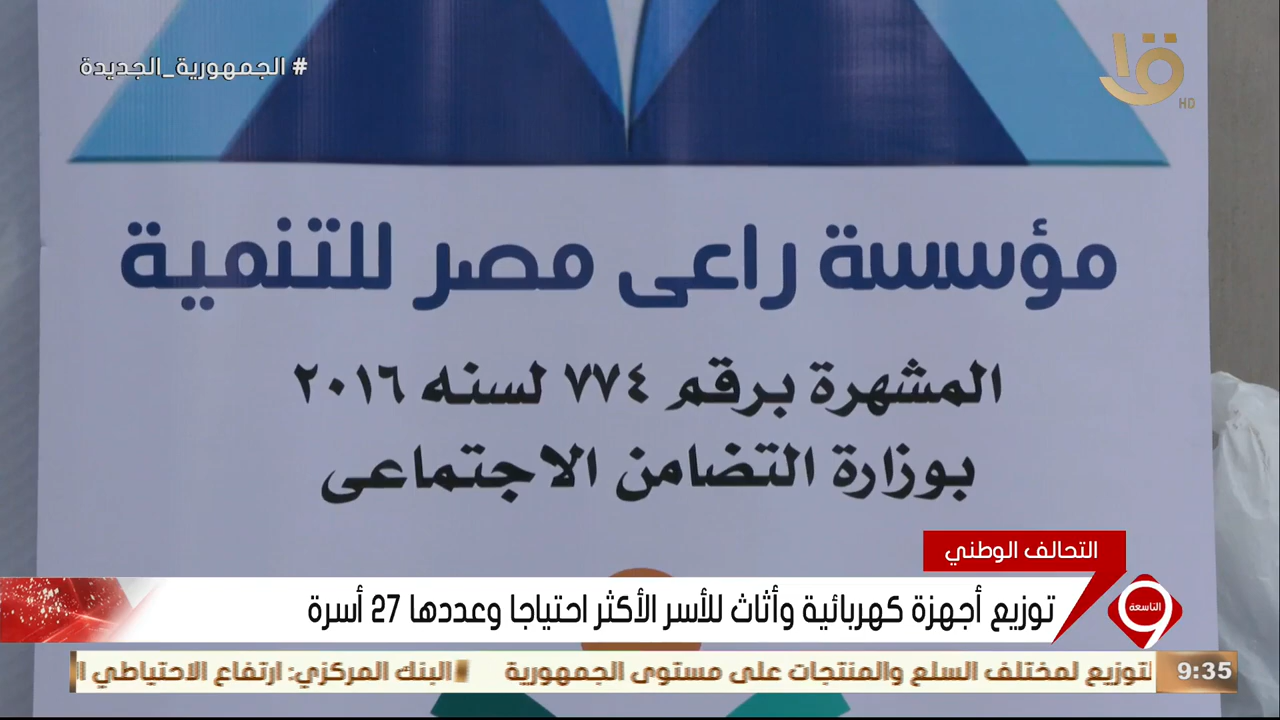 # الجمهورية_الجديدة
HD
مؤسسة راعى مصر للتنمية
المشهرة برقم ٧٧٤ لسنه ٢٠١٦
بوزارة التضامن الاجتماعى
التحالف الوطني
التاسعة
توزيع أجهزة كهربائية وأثاث للأسر الأكثر احتياجا وعددها 27 أسرة
9:35
لتوزيع لمختلف السلع والمنتجات على مستوى الجمهورية
البنك المركزي: ارتفاع الاحتياطي